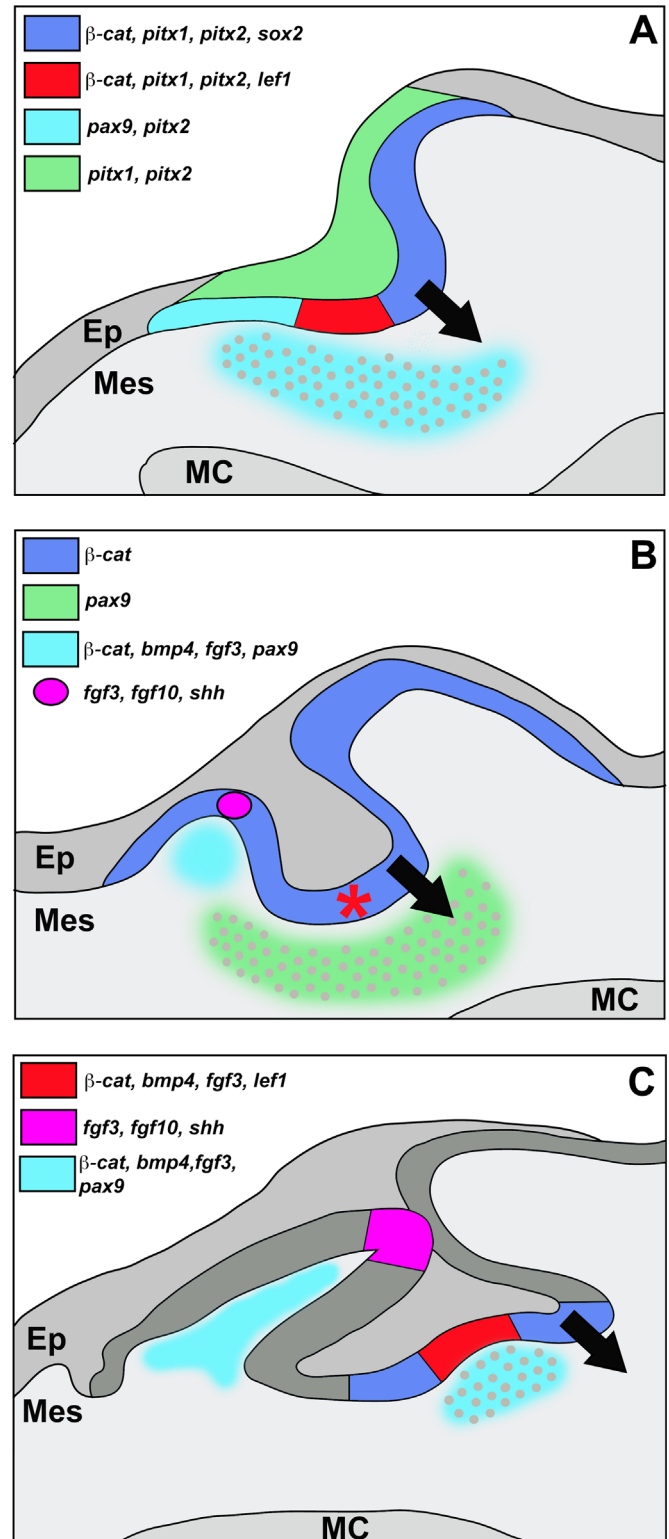 A
β-cat, pitx1, pitx2, sox2
β-cat, pitx1, pitx2, lef1
pax9, pitx2
pitx1, pitx2
Ep
Mes
MC
B
β-cat
pax9
β-cat, bmp4, fgf3, pax9
fgf3, fgf10, shh
*
Ep
Mes
MC
C
β-cat, bmp4, fgf3, lef1
fgf3, fgf10, shh
β-cat, bmp4,fgf3,
pax9
Ep
Mes
MC